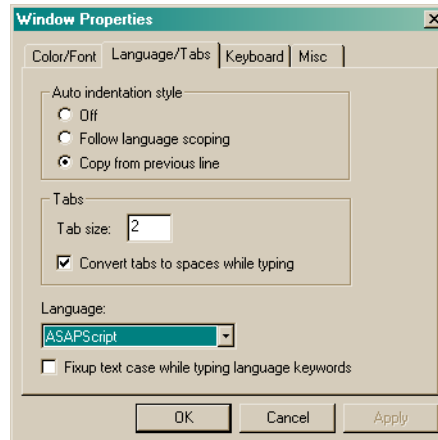 Window Properties
Color/Font Language/Tabs Keyboard Misc
Auto indentation style
Off
Follow language scoping
Copy from previous line
Tabs
Tab size: 2
Convert tabs to spaces while typing
Language:
ASAPScript
Fixup text case while typing language keywords
OK Cancel Apply